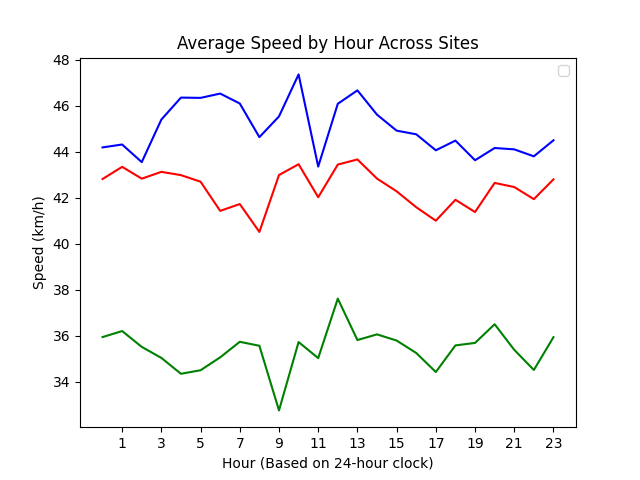 Average Speed by Hour Across Sites
48
46
44
42
40
38
36
34
Speed (km/h)
1 3 5 7 9 11 13 15 17 19 21 23
Hour (Based on 24-hour clock)